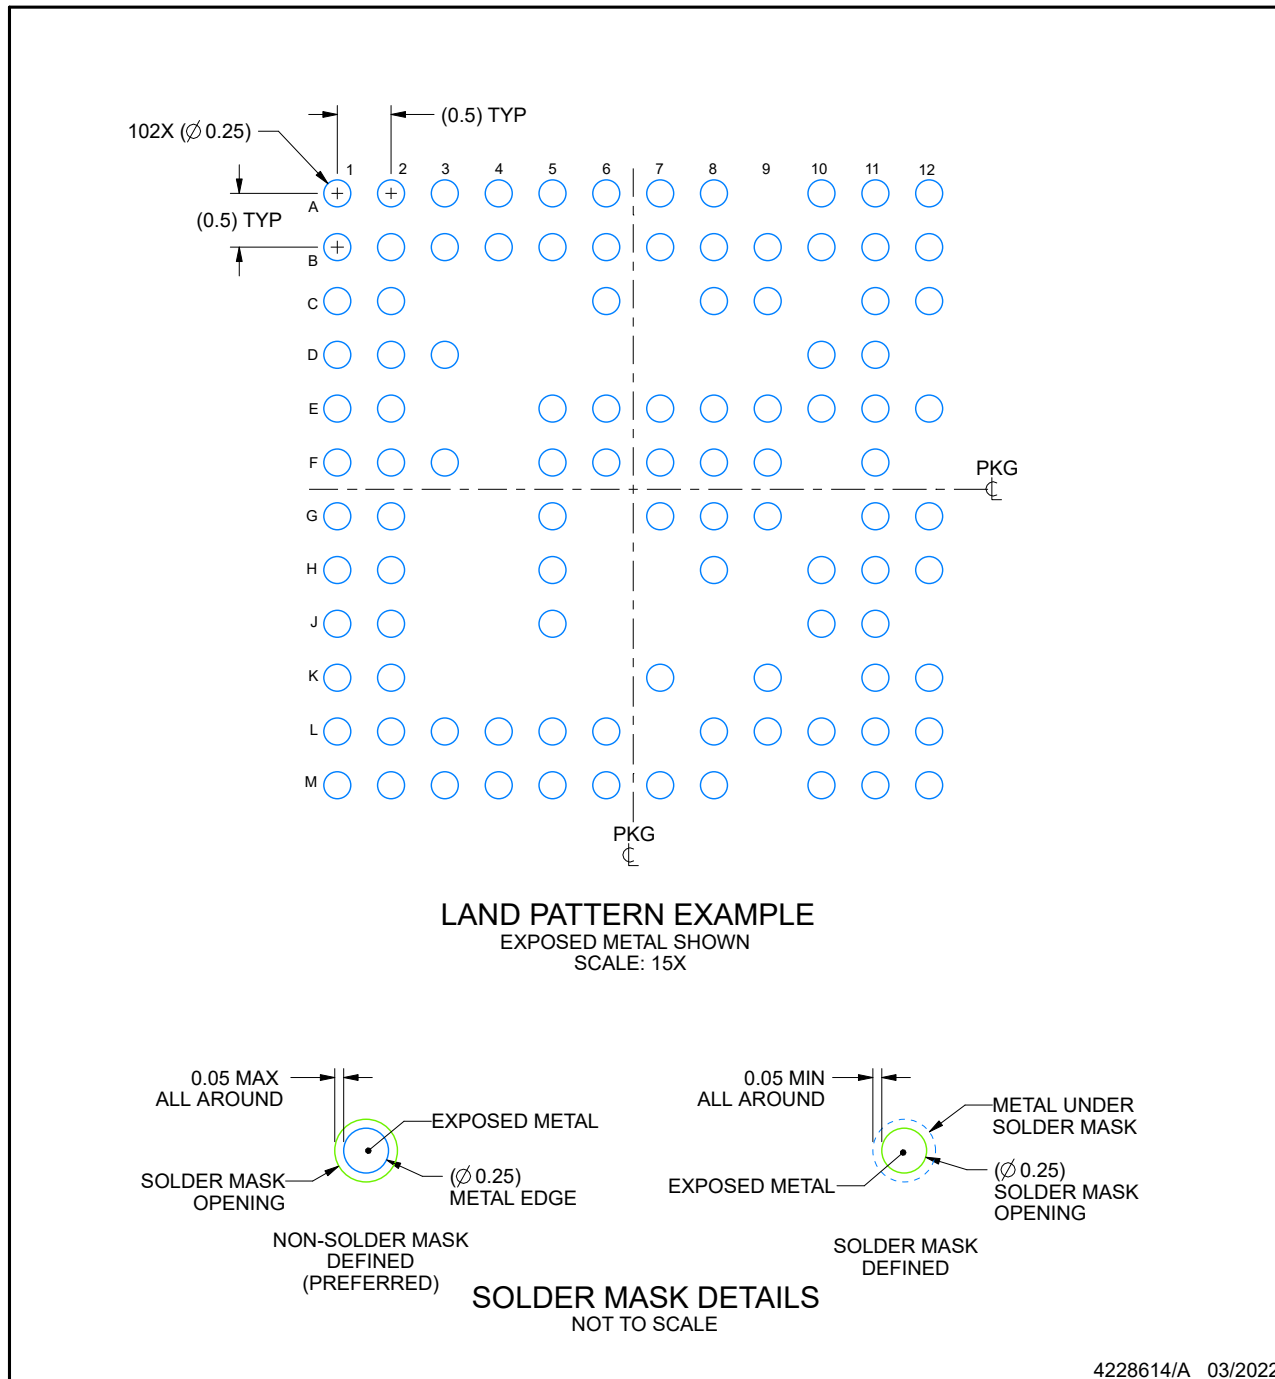 (0.5) TYP
102X (∅ 0.25)
1 2 3 4 5 6 7 8 9 10 11 12
A
(0.5) TYP
B
C
D
E
F
PKG
℄
G
H
J
K
L
M
PKG
℄
LAND PATTERN EXAMPLE
EXPOSED METAL SHOWN
SCALE: 15X
0.05 MAX
ALL AROUND
EXPOSED METAL
SOLDER MASK
OPENING
(∅ 0.25)
METAL EDGE
NON-SOLDER MASK
DEFINED
(PREFERRED)
0.05 MIN
ALL AROUND
METAL UNDER
SOLDER MASK
EXPOSED METAL
(∅ 0.25)
SOLDER MASK
OPENING
SOLDER MASK
DEFINED
SOLDER MASK DETAILS
NOT TO SCALE
4228614/A 03/2022